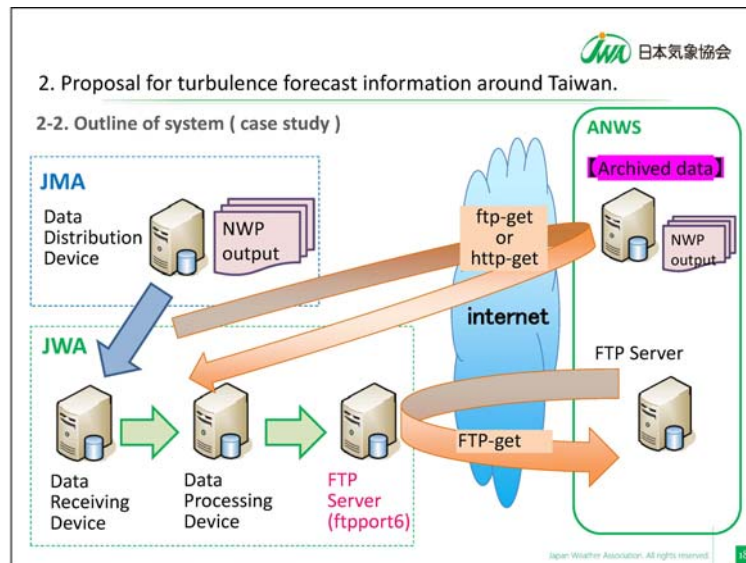 JWA 日本気象協会
2. Proposal for turbulence forecast information around Taiwan.
2-2. Outline of system ( case study )
JMA
Data
Distribution
Device
NWP
output
ftp-get
or
http-get
internet
ANWS
【Archived data】
NWP
output
FTP Server
JWA
Data
Receiving
Device
Data
Processing
Device
FTP
Server
(ftpport6)
FTP-get
Japan Weather Association. All rights reserved.